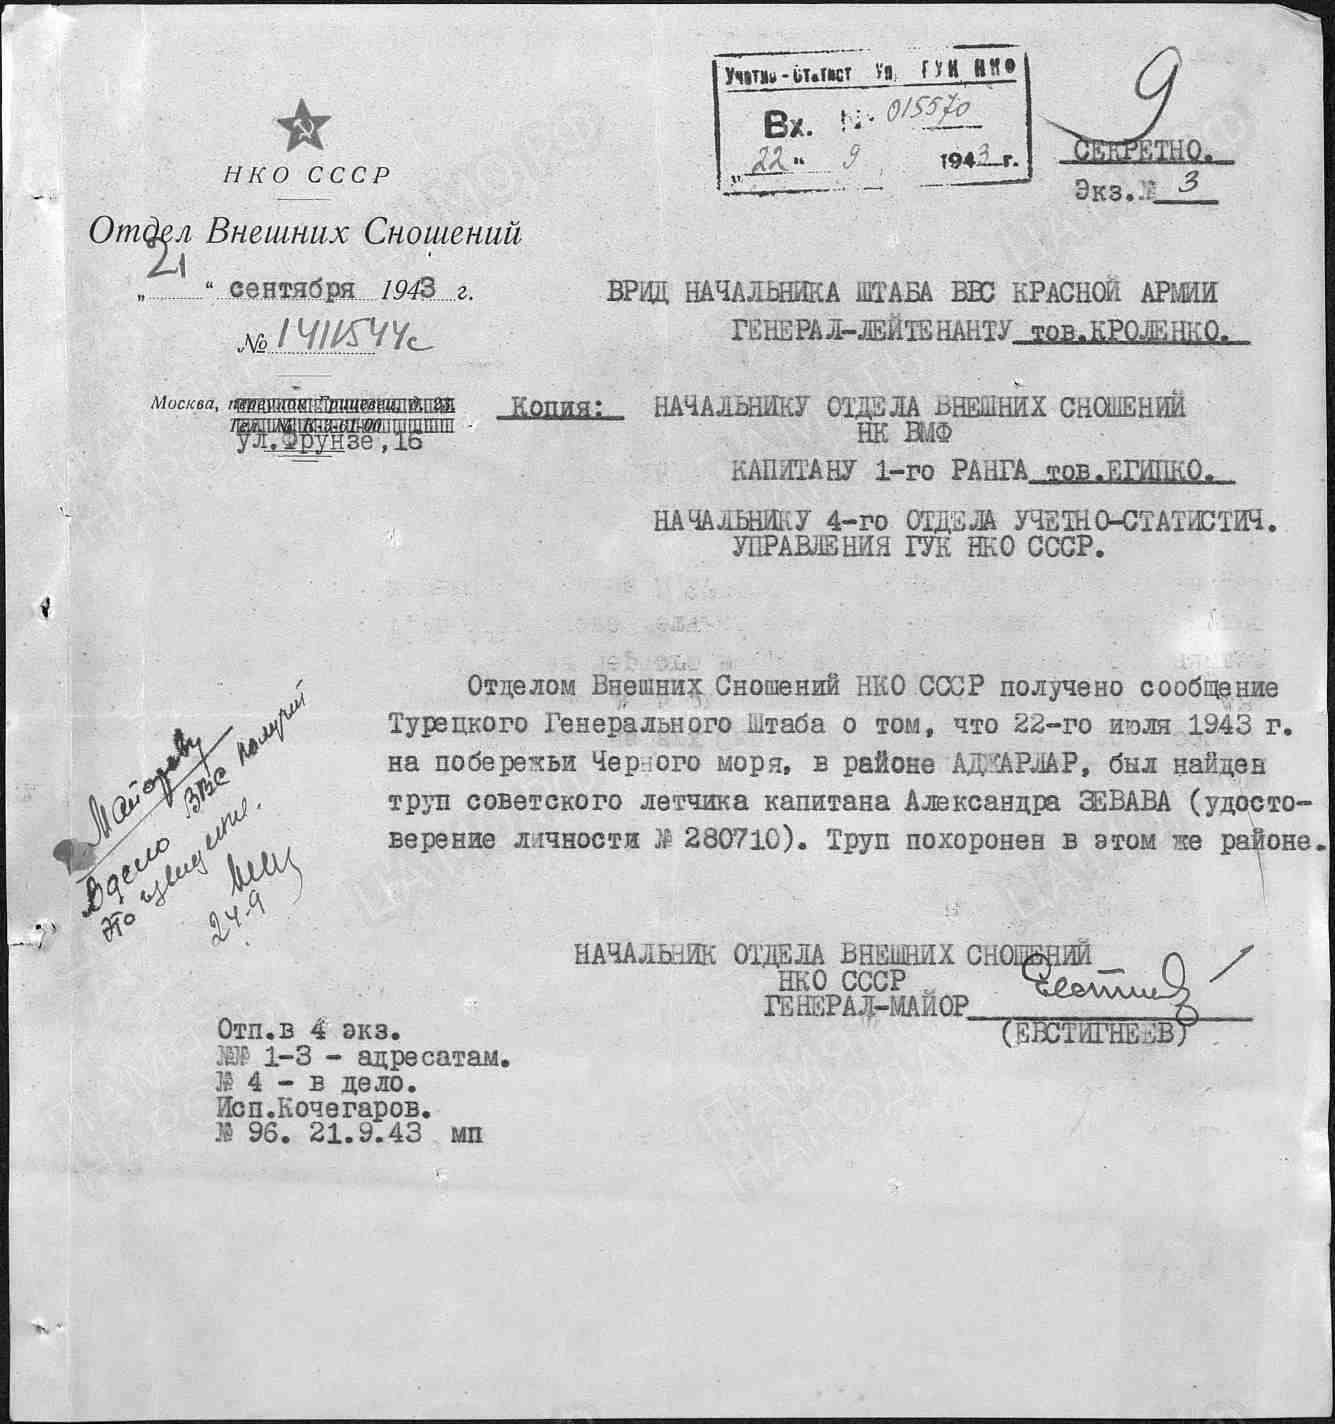 Учетно-Статист Уп. ГУК НКО
Вх. № 015570
„22“ 9 1943 г.
9
СЕКРЕТНО.
Экз.№ 3
НКО СССР
Отдел Внешних Сношений
„21“ сентября 1943 г.
№ 1411544с
Москва,
ул.Фрунзе,16
ВРИД НАЧАЛЬНИКА ШТАБА ВВС КРАСНОЙ АРМИИ
ГЕНЕРАЛ-ЛЕЙТЕНАНТУ тов.КРОЛЕНКО.
Копия: НАЧАЛЬНИКУ ОТДЕЛА ВНЕШНИХ СНОШЕНИЙ
НК ВМФ
КАПИТАНУ 1-го РАНГА тов.ЕГИПКО.
НАЧАЛЬНИКУ 4-го ОТДЕЛА УЧЕТНО-СТАТИСТИЧ.
УПРАВЛЕНИЯ ГУК НКО СССР.
Отделом Внешних Сношений НКО СССР получено сообщение
Турецкого Генерального Штаба о том, что 22-го июля 1943 г.
на побережьи Черного моря, в районе АДЖАРЛАР, был найден
труп советского летчика капитана Александра ЗЕВАВА (удосто-
верение личности № 280710). Труп похоронен в этом же районе.
В дело ВВС
это извещение.
24.9
НАЧАЛЬНИК ОТДЕЛА ВНЕШНИХ СНОШЕНИЙ
НКО СССР
ГЕНЕРАЛ-МАЙОР
(ЕВСТИГНЕЕВ)
Отп.в 4 экз.
№№ 1-3 - адресатам.
№ 4 - в дело.
Исп.Кочегаров.
№ 96. 21.9.43 мп